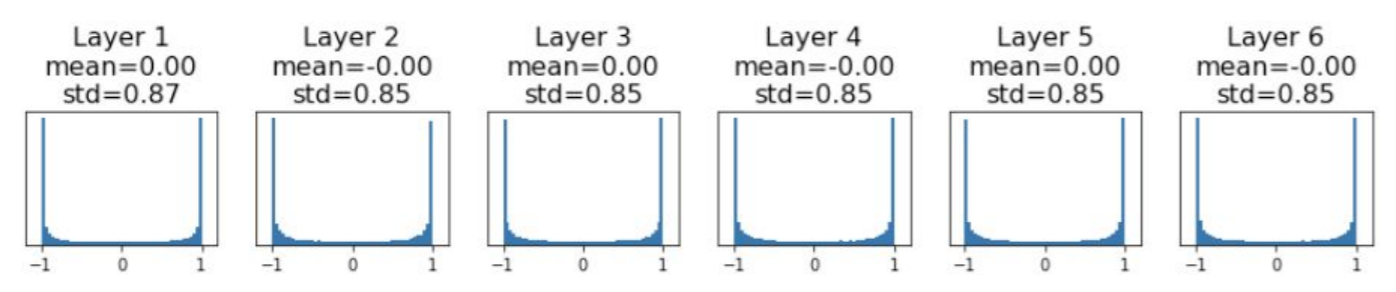 Layer 1
mean=0.00
std=0.87
−1 0 1
Layer 2
mean=-0.00
std=0.85
−1 0 1
Layer 3
mean=0.00
std=0.85
−1 0 1
Layer 4
mean=-0.00
std=0.85
−1 0 1
Layer 5
mean=0.00
std=0.85
−1 0 1
Layer 6
mean=-0.00
std=0.85
−1 0 1